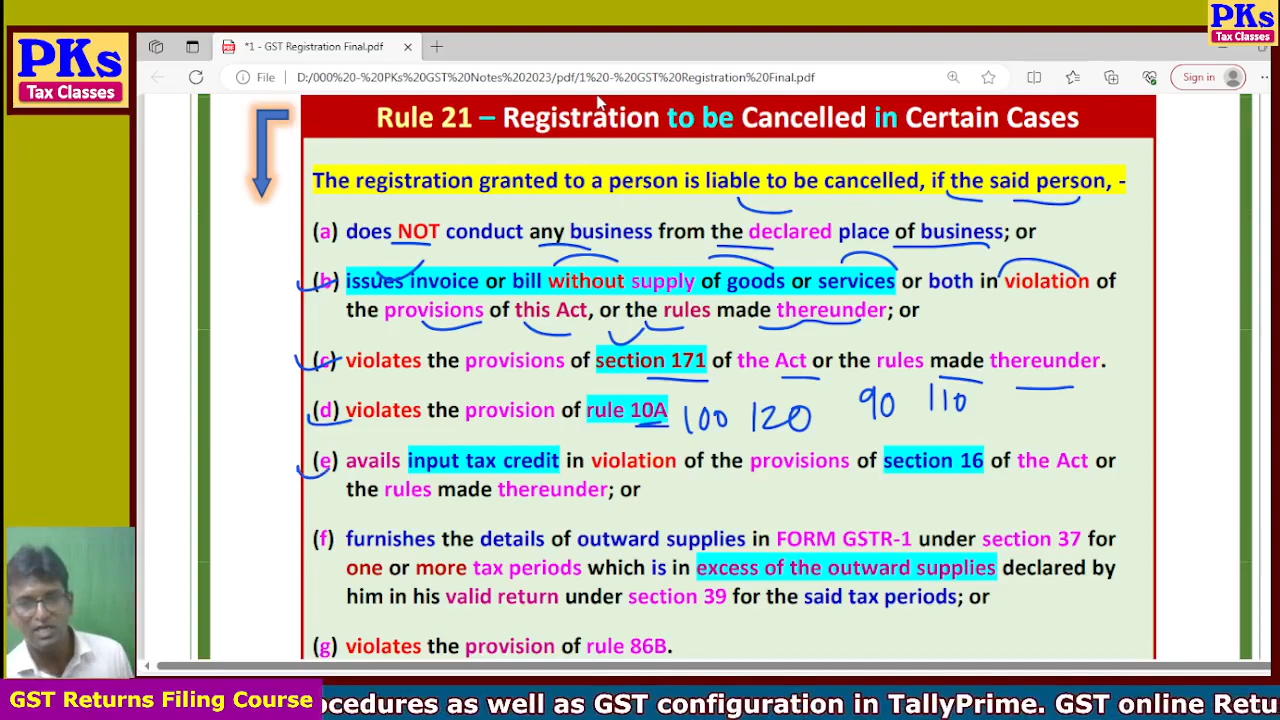 PKs
Tax Classes
*1 - GST Registration Final.pdf
PKs
Tax Classes
File
D:/000%20-%20PKs%20GST%20Notes%202023/pdf/1%20-%20GST%20Registration%20Final.pdf
Sign in
Rule 21 – Registration to be Cancelled in Certain Cases
The registration granted to a person is liable to be cancelled, if the said person, -
(a) does NOT conduct any business from the declared place of business; or
(b) issues invoice or bill without supply of goods or services or both in violation of
the provisions of this Act, or the rules made thereunder; or
(c) violates the provisions of section 171 of the Act or the rules made thereunder.
(d) violates the provision of rule 10A 100 120 90 110
(e) avails input tax credit in violation of the provisions of section 16 of the Act or
the rules made thereunder; or
(f) furnishes the details of outward supplies in FORM GSTR-1 under section 37 for
one or more tax periods which is in excess of the outward supplies declared by
him in his valid return under section 39 for the said tax periods; or
(g) violates the provision of rule 86B.
GST Returns Filing Course
ocedures as well as GST configuration in TallyPrime. GST online Retu